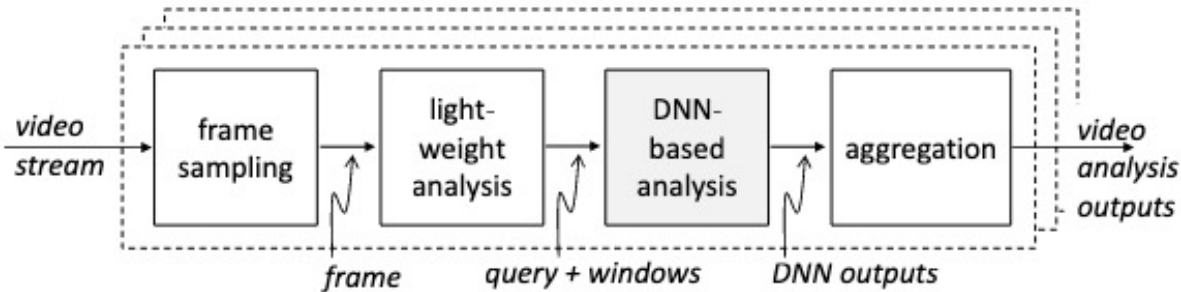 video
stream
frame
sampling
light-
weight
analysis
DNN-
based
analysis
aggregation
video
analysis
outputs
frame
query + windows
DNN outputs